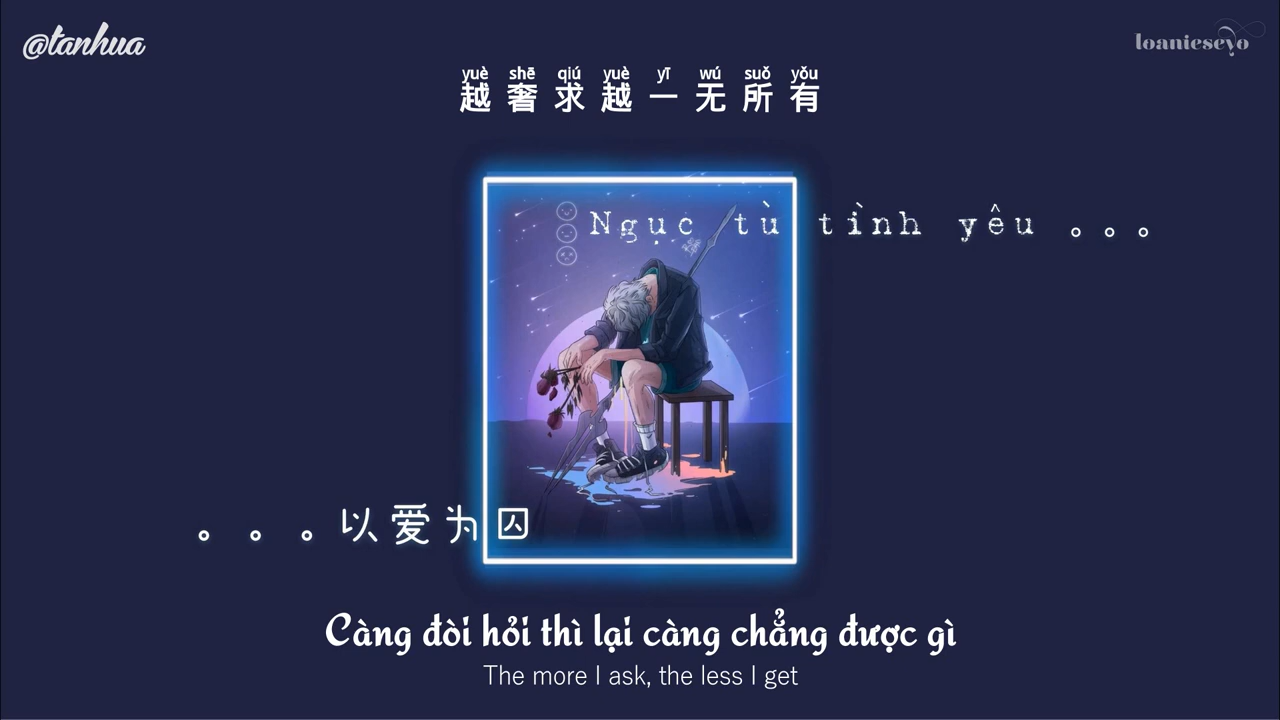 @tanhua
loanieseyo
yuè shē qiú yuè yī wú suǒ yǒu
越奢求越一无所有
Ngục tù tình yêu 。。。
。。。以爱为囚
Càng đòi hỏi thì lại càng chẳng được gì
The more I ask, the less I get